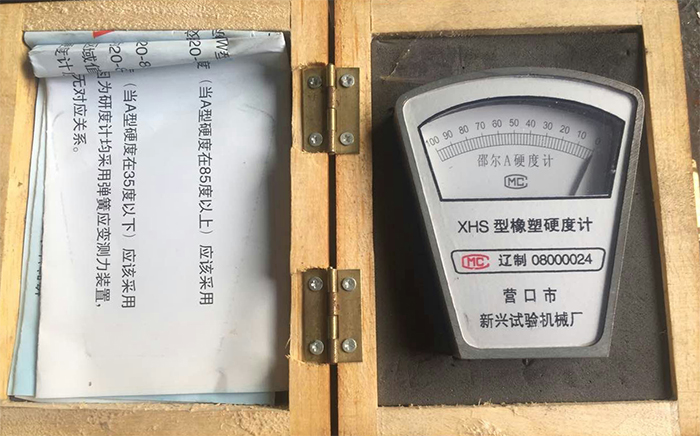 （当A型硬度在85度以上）应该采用
（当A型硬度在35度以下）应该采用
为研度计均采用弹簧应变测力装置，
无对应关系。
100 90 80 70 60 50 40 30 20 10 0
邵尔A硬度计
MC
XHS 型橡塑硬度计
MC 辽制 08000024
营口市
新兴试验机械厂